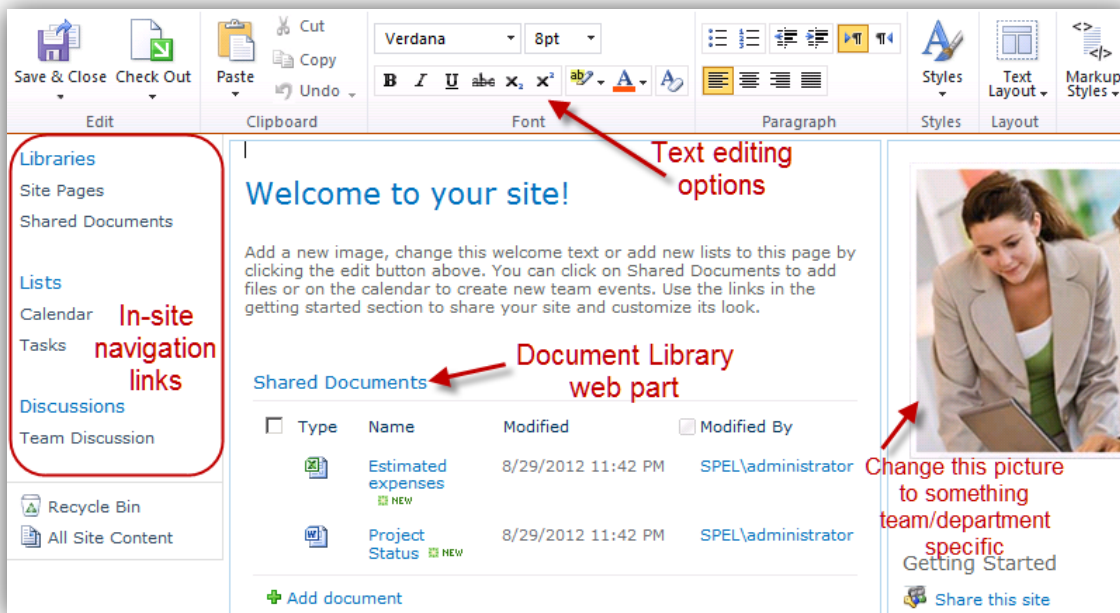 Save & Close
Check Out
Edit
Paste
Cut
Copy
Undo
Clipboard
Verdana
8pt
B I U abc X₂ X² ab A A
Font
Paragraph
Styles
Styles
Text
Layout
Layout
Markup
Styles
Libraries
Site Pages
Shared Documents
Lists
Calendar
Tasks
Discussions
Team Discussion
In-site
navigation
links
Recycle Bin
All Site Content
Text editing
options
Welcome to your site!
Add a new image, change this welcome text or add new lists to this page by
clicking the edit button above. You can click on Shared Documents to add
files or on the calendar to create new team events. Use the links in the
getting started section to share your site and customize its look.
Document Library
web part
Shared Documents
Type Name Modified Modified By
Estimated
expenses
NEW
8/29/2012 11:42 PM SPEL\administrator
Project
Status NEW
8/29/2012 11:42 PM SPEL\administrator
Add document
Change this picture
to something
team/department
specific
Getting Started
Share this site